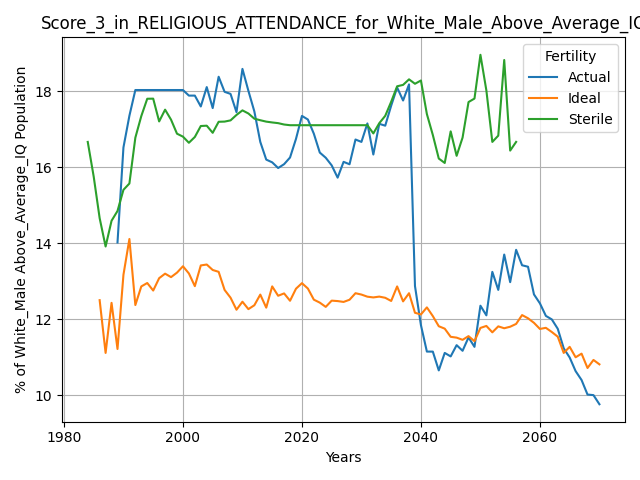 Score_3_in_RELIGIOUS_ATTENDANCE_for_White_Male_Above_Average_IQ
% of White_Male Above_Average_IQ Population
18
16
14
12
10
1980
2000
2020
2040
2060
Years
Fertility
Actual
Ideal
Sterile